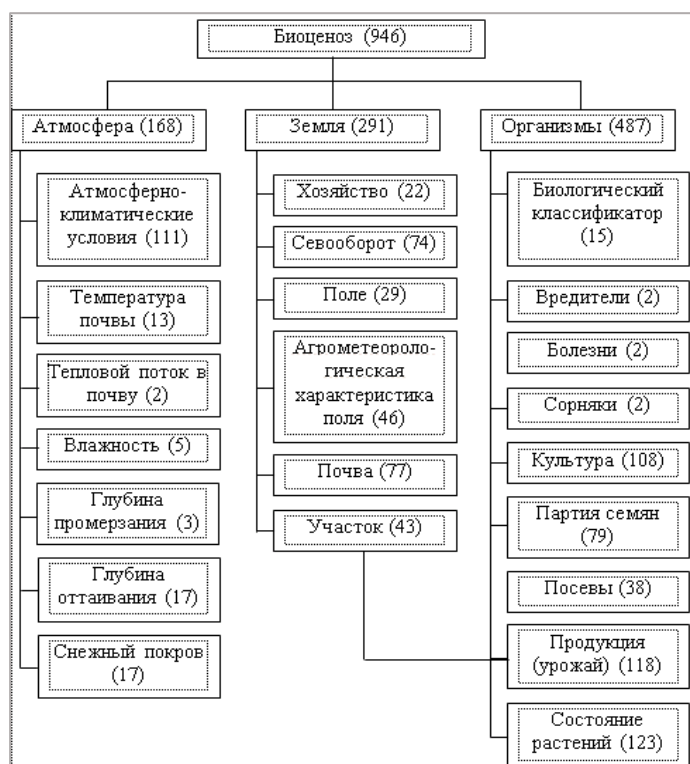 Биоценоз (946)
Атмосфера (168)
Атмосферно-
климатические
условия (111)
Температура
почвы (13)
Тепловой поток в
почву (2)
Влажность (5)
Глубина
промерзания (3)
Глубина
оттаивания (17)
Снежный покров
(17)
Земля (291)
Хозяйство (22)
Севооборот (74)
Поле (29)
Агрометеороло-
гическая
характеристика
поля (46)
Почва (77)
Участок (43)
Организмы (487)
Биологический
классификатор
(15)
Вредители (2)
Болезни (2)
Сорняки (2)
Культура (108)
Партия семян
(79)
Посевы (38)
Продукция
(урожай) (118)
Состояние
растений (123)